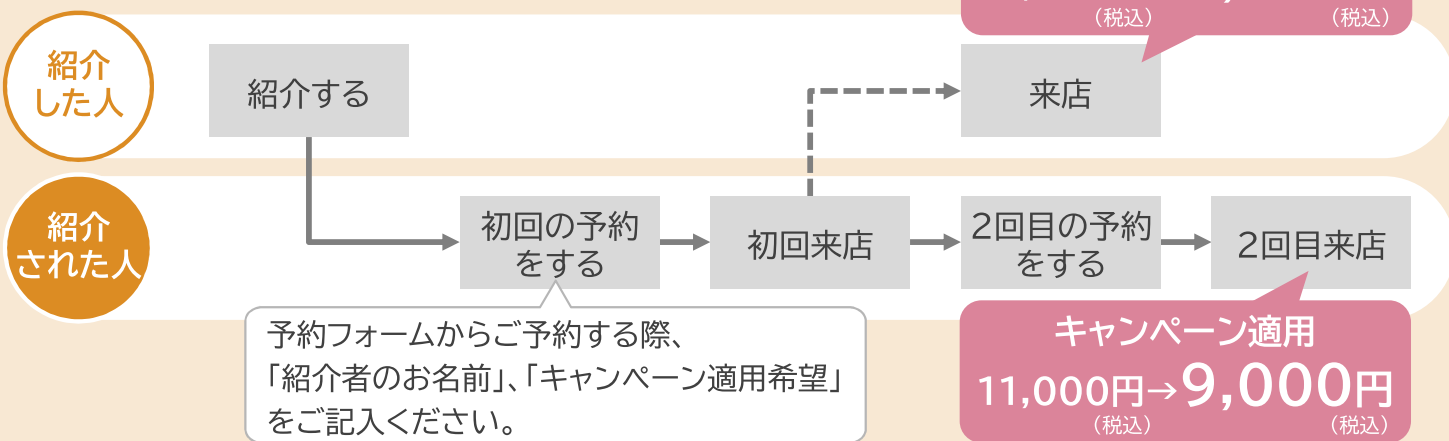 (税込) (税込)
紹介
した人
紹介する
来店
紹介
された人
初回の予約
をする
初回来店
2回目の予約
をする
2回目来店
予約フォームからご予約する際、
「紹介者のお名前」、「キャンペーン適用希望」
をご記入ください。
キャンペーン適用
11,000円→9,000円
(税込) (税込)